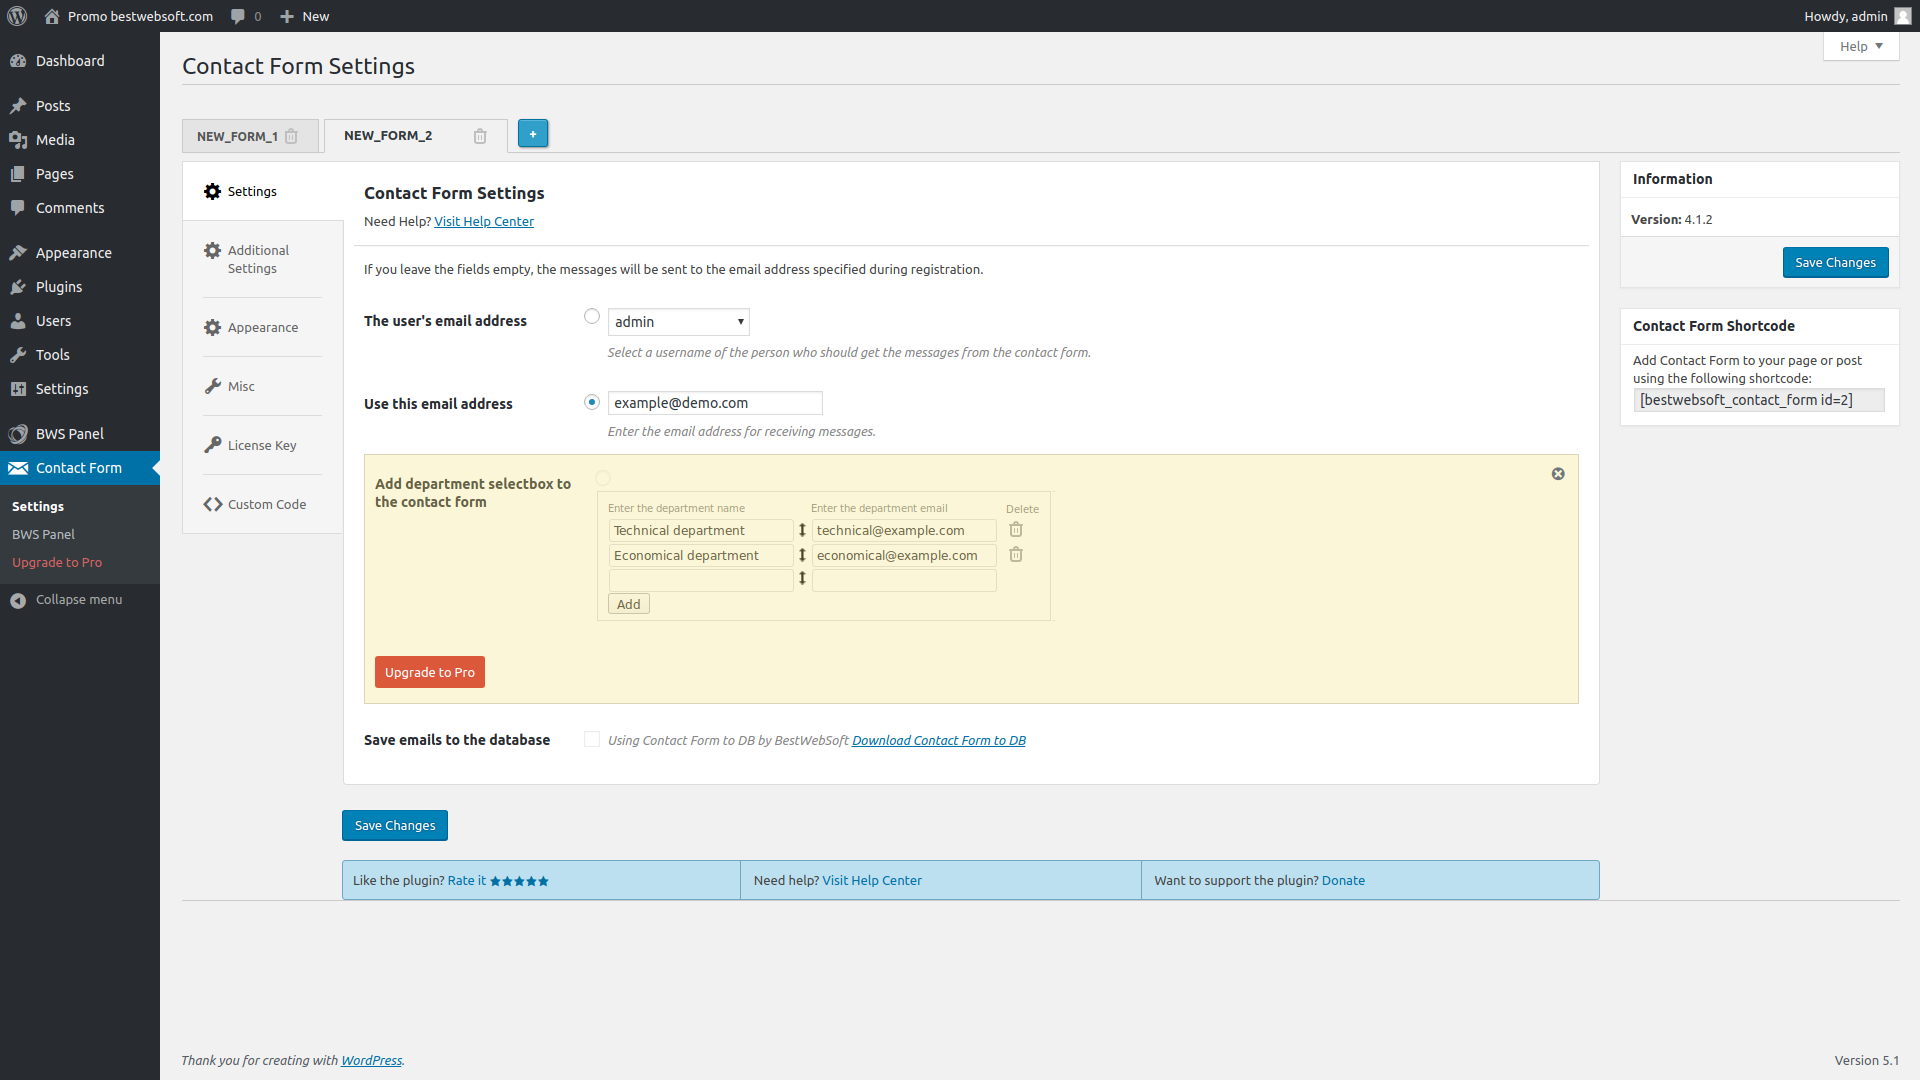 Promo bestwebsoft.com 0 New Howdy, admin
Help
Dashboard
Posts
Media
Pages
Comments
Appearance
Plugins
Users
Tools
Settings
BWS Panel
Contact Form
Settings
BWS Panel
Upgrade to Pro
Collapse menu
Contact Form Settings
NEW_FORM_1 NEW_FORM_2 +
Settings
Additional
Settings
Appearance
Misc
License Key
Custom Code
Contact Form Settings
Need Help? Visit Help Center
If you leave the fields empty, the messages will be sent to the email address specified during registration.
The user's email address admin
Select a username of the person who should get the messages from the contact form.
Use this email address example@demo.com
Enter the email address for receiving messages.
Add department selectbox to
the contact form
Enter the department name Enter the department email Delete
Technical department technical@example.com
Economical department economical@example.com
Add
Upgrade to Pro
Save emails to the database Using Contact Form to DB by BestWebSoft Download Contact Form to DB
Save Changes
Like the plugin? Rate it Need help? Visit Help Center Want to support the plugin? Donate
Information
Version: 4.1.2
Save Changes
Contact Form Shortcode
Add Contact Form to your page or post
using the following shortcode:
[bestwebsoft_contact_form id=2]
Thank you for creating with WordPress. Version 5.1